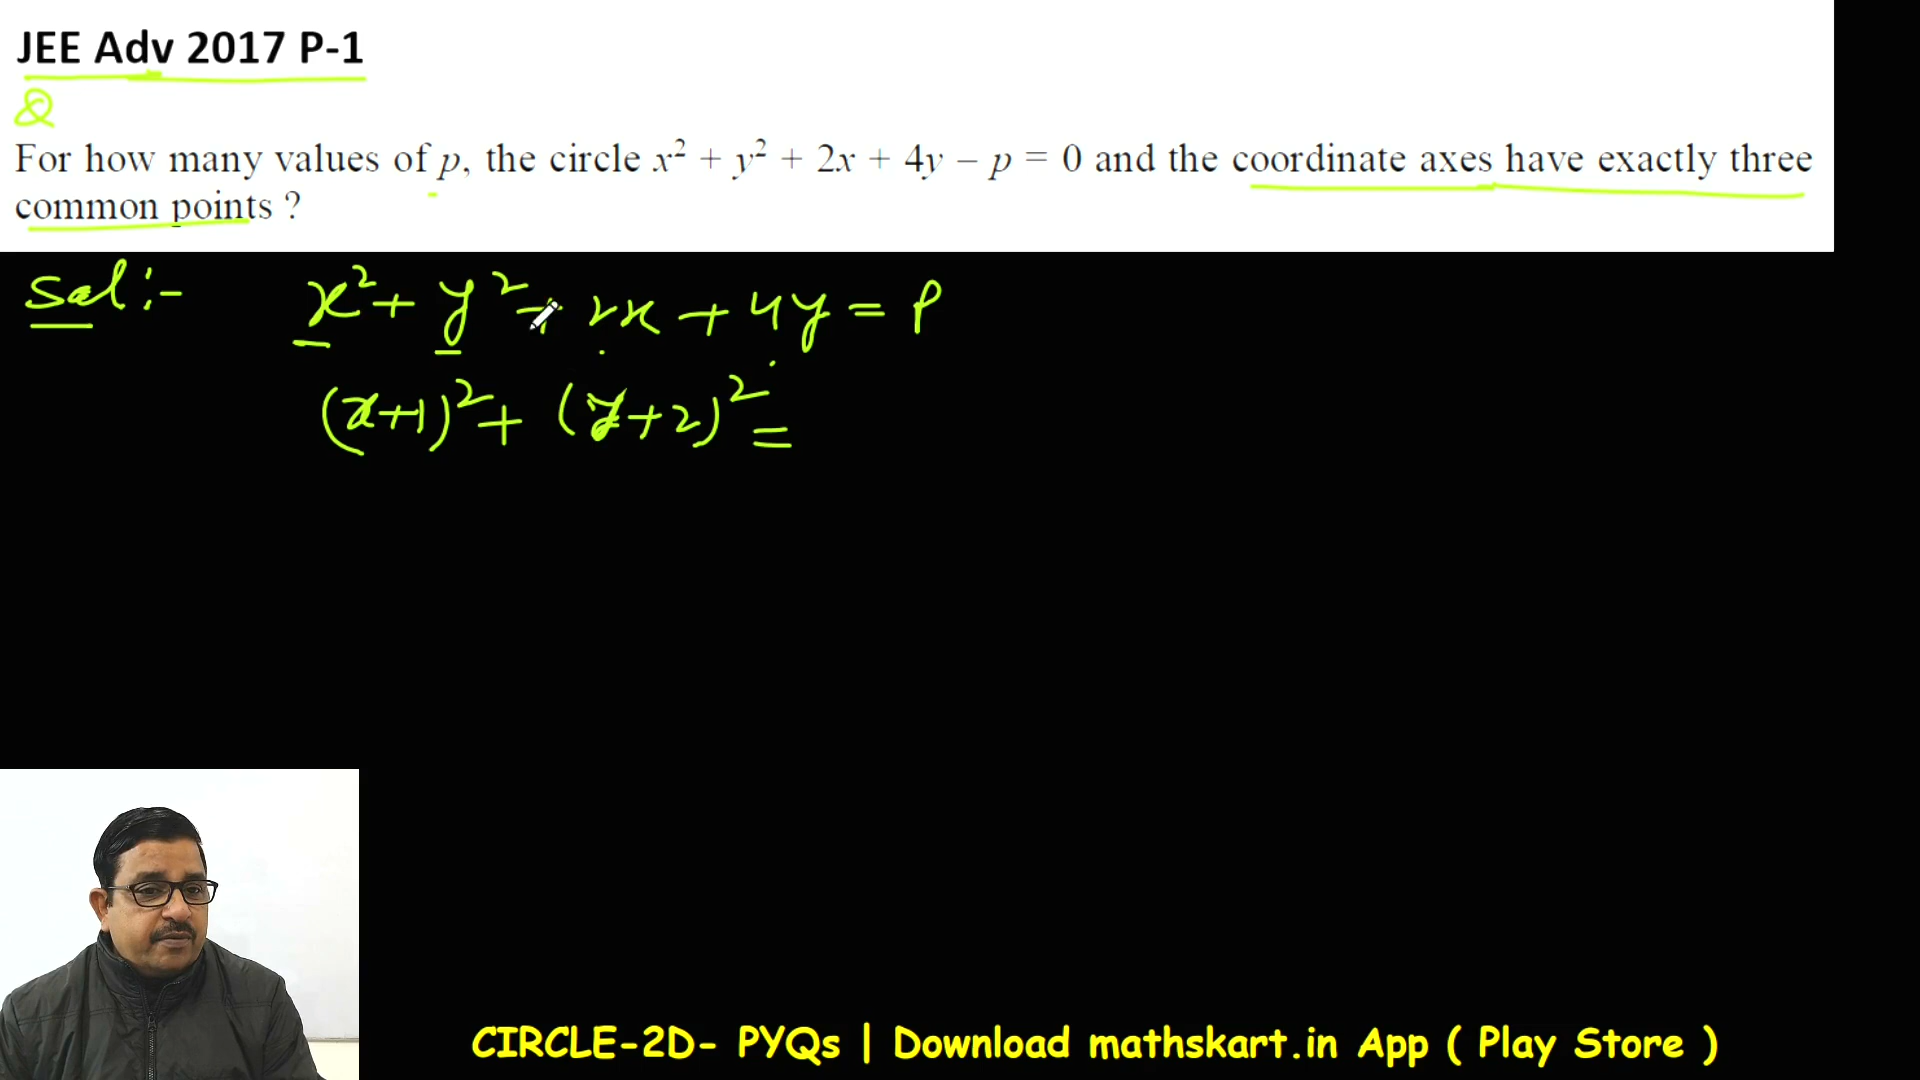 JEE Adv 2017 P-1
Q
For how many values of p, the circle x² + y² + 2x + 4y – p = 0 and the coordinate axes have exactly three
common points ?
Sol :-
x² + y² + 2x + 4y = P
(x+1)² + (y+2)² =
CIRCLE-2D- PYQs | Download mathskart.in App ( Play Store )